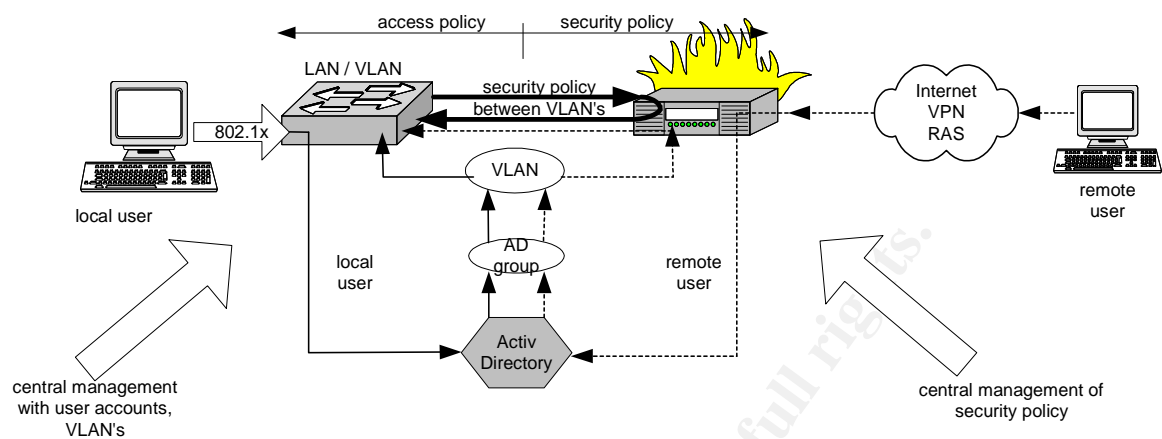 access policy
security policy
LAN / VLAN
security policy
between VLAN's
802.1x
Internet
VPN
RAS
local user
remote
user
VLAN
AD
group
local
user
remote
user
Activ
Directory
central management
with user accounts,
VLAN's
central management of
security policy
full rights.